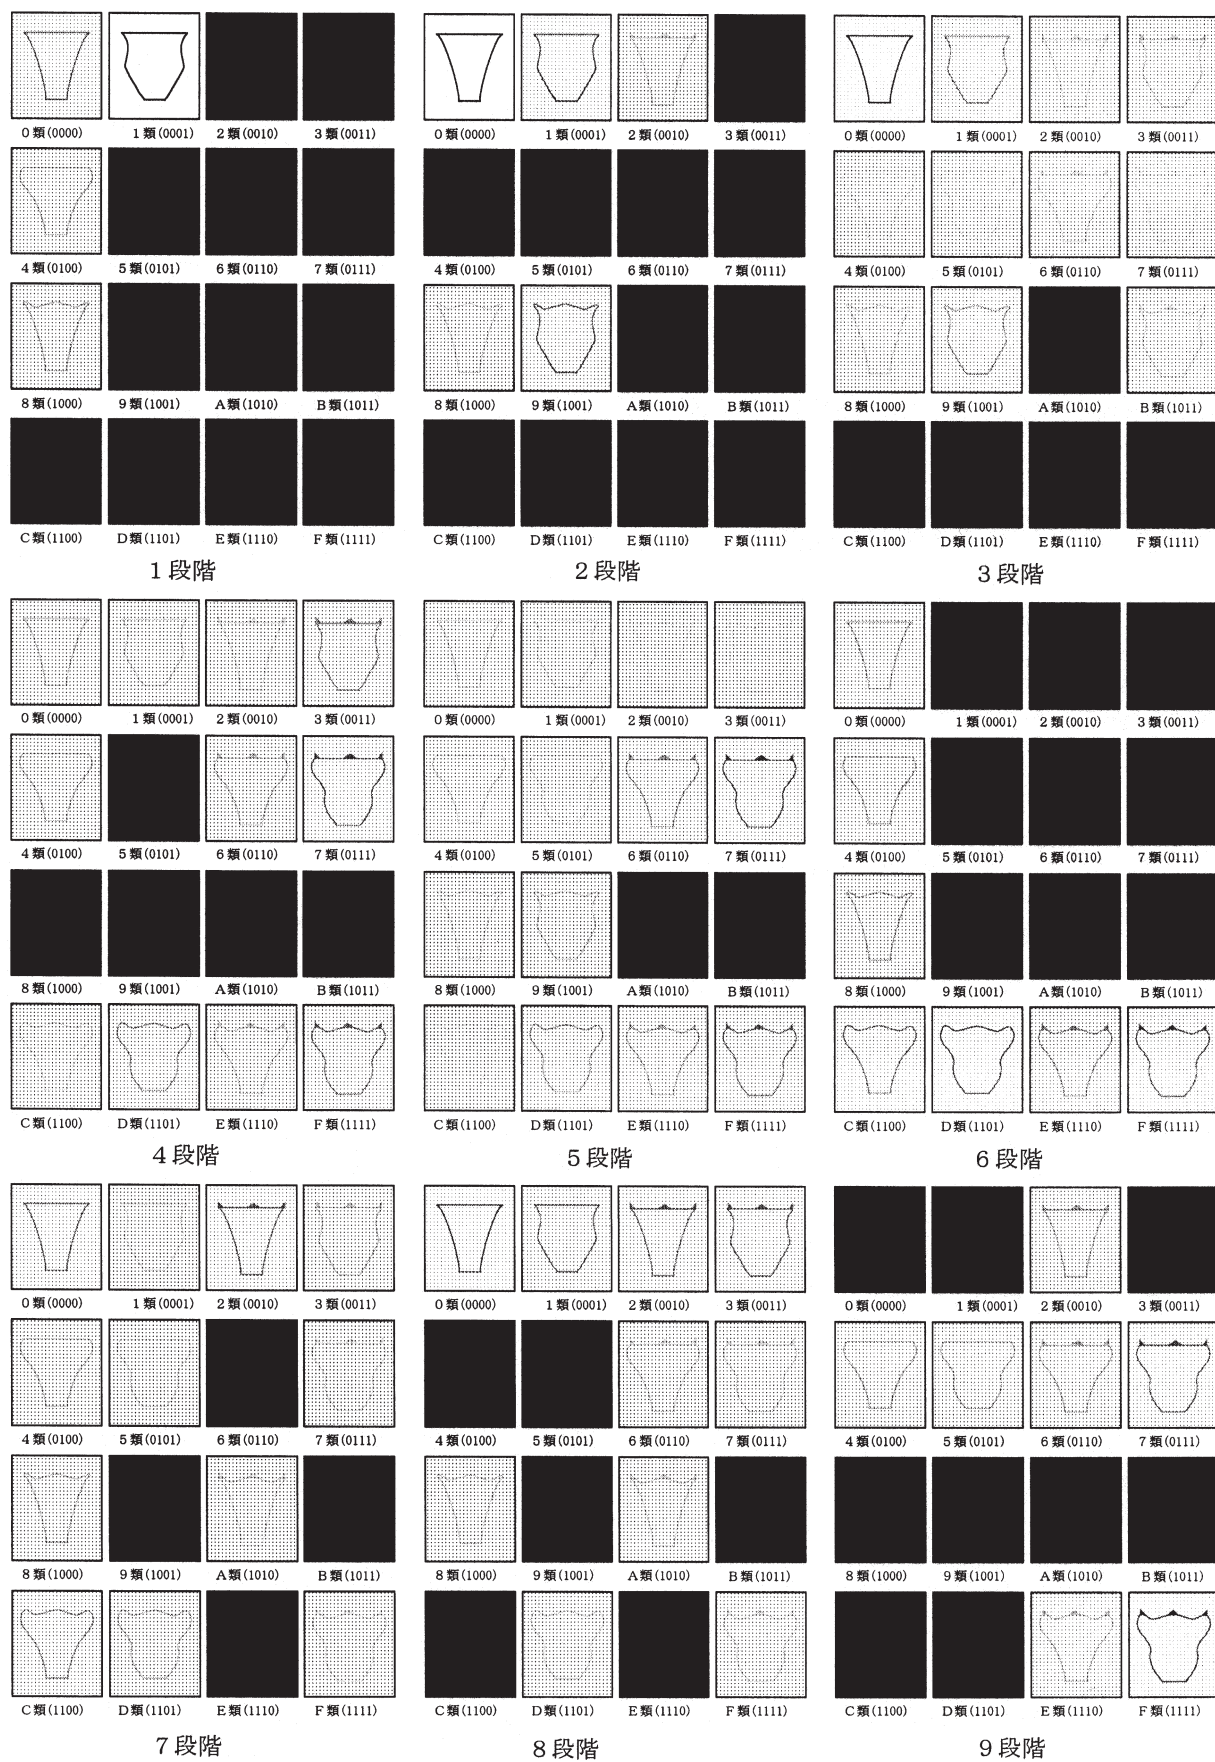 0 類(0000) 1 類(0001) 2 類(0010) 3 類(0011)
4 類(0100) 5 類(0101) 6 類(0110) 7 類(0111)
8 類(1000) 9 類(1001) A 類(1010) B 類(1011)
C 類(1100) D 類(1101) E 類(1110) F 類(1111)
1 段階
0 類(0000) 1 類(0001) 2 類(0010) 3 類(0011)
4 類(0100) 5 類(0101) 6 類(0110) 7 類(0111)
8 類(1000) 9 類(1001) A 類(1010) B 類(1011)
C 類(1100) D 類(1101) E 類(1110) F 類(1111)
2 段階
0 類(0000) 1 類(0001) 2 類(0010) 3 類(0011)
4 類(0100) 5 類(0101) 6 類(0110) 7 類(0111)
8 類(1000) 9 類(1001) A 類(1010) B 類(1011)
C 類(1100) D 類(1101) E 類(1110) F 類(1111)
3 段階
0 類(0000) 1 類(0001) 2 類(0010) 3 類(0011)
4 類(0100) 5 類(0101) 6 類(0110) 7 類(0111)
8 類(1000) 9 類(1001) A 類(1010) B 類(1011)
C 類(1100) D 類(1101) E 類(1110) F 類(1111)
4 段階
0 類(0000) 1 類(0001) 2 類(0010) 3 類(0011)
4 類(0100) 5 類(0101) 6 類(0110) 7 類(0111)
8 類(1000) 9 類(1001) A 類(1010) B 類(1011)
C 類(1100) D 類(1101) E 類(1110) F 類(1111)
5 段階
0 類(0000) 1 類(0001) 2 類(0010) 3 類(0011)
4 類(0100) 5 類(0101) 6 類(0110) 7 類(0111)
8 類(1000) 9 類(1001) A 類(1010) B 類(1011)
C 類(1100) D 類(1101) E 類(1110) F 類(1111)
6 段階
0 類(0000) 1 類(0001) 2 類(0010) 3 類(0011)
4 類(0100) 5 類(0101) 6 類(0110) 7 類(0111)
8 類(1000) 9 類(1001) A 類(1010) B 類(1011)
C 類(1100) D 類(1101) E 類(1110) F 類(1111)
7 段階
0 類(0000) 1 類(0001) 2 類(0010) 3 類(0011)
4 類(0100) 5 類(0101) 6 類(0110) 7 類(0111)
8 類(1000) 9 類(1001) A 類(1010) B 類(1011)
C 類(1100) D 類(1101) E 類(1110) F 類(1111)
8 段階
0 類(0000) 1 類(0001) 2 類(0010) 3 類(0011)
4 類(0100) 5 類(0101) 6 類(0110) 7 類(0111)
8 類(1000) 9 類(1001) A 類(1010) B 類(1011)
C 類(1100) D 類(1101) E 類(1110) F 類(1111)
9 段階